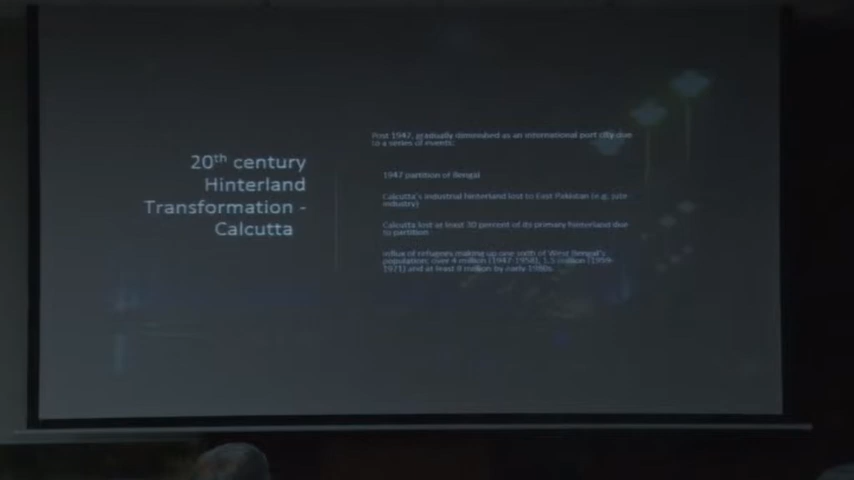 20th century
Hinterland
Transformation -
Calcutta
Post 1947, gradually diminished as an international port city due
to a series of events:
1947 partition of Bengal
Calcutta's industrial hinterland lost to East Pakistan (e.g. jute
industry)
Calcutta lost at least 30 percent of its primary hinterland due
to partition
Influx of refugees making up one sixth of West Bengal's
population: over 4 million (1947-1958), 1.5 million (1959-
1971) and at least 8 million by early 1980s